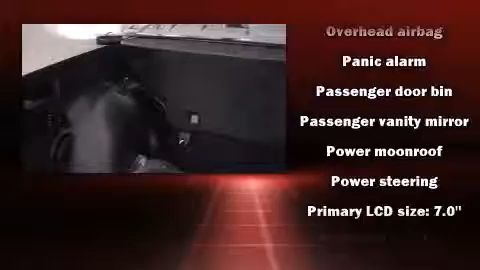 Overhead airbag
Panic alarm
Passenger door bin
Passenger vanity mirror
Power moonroof
Power steering
Primary LCD size: 7.0"